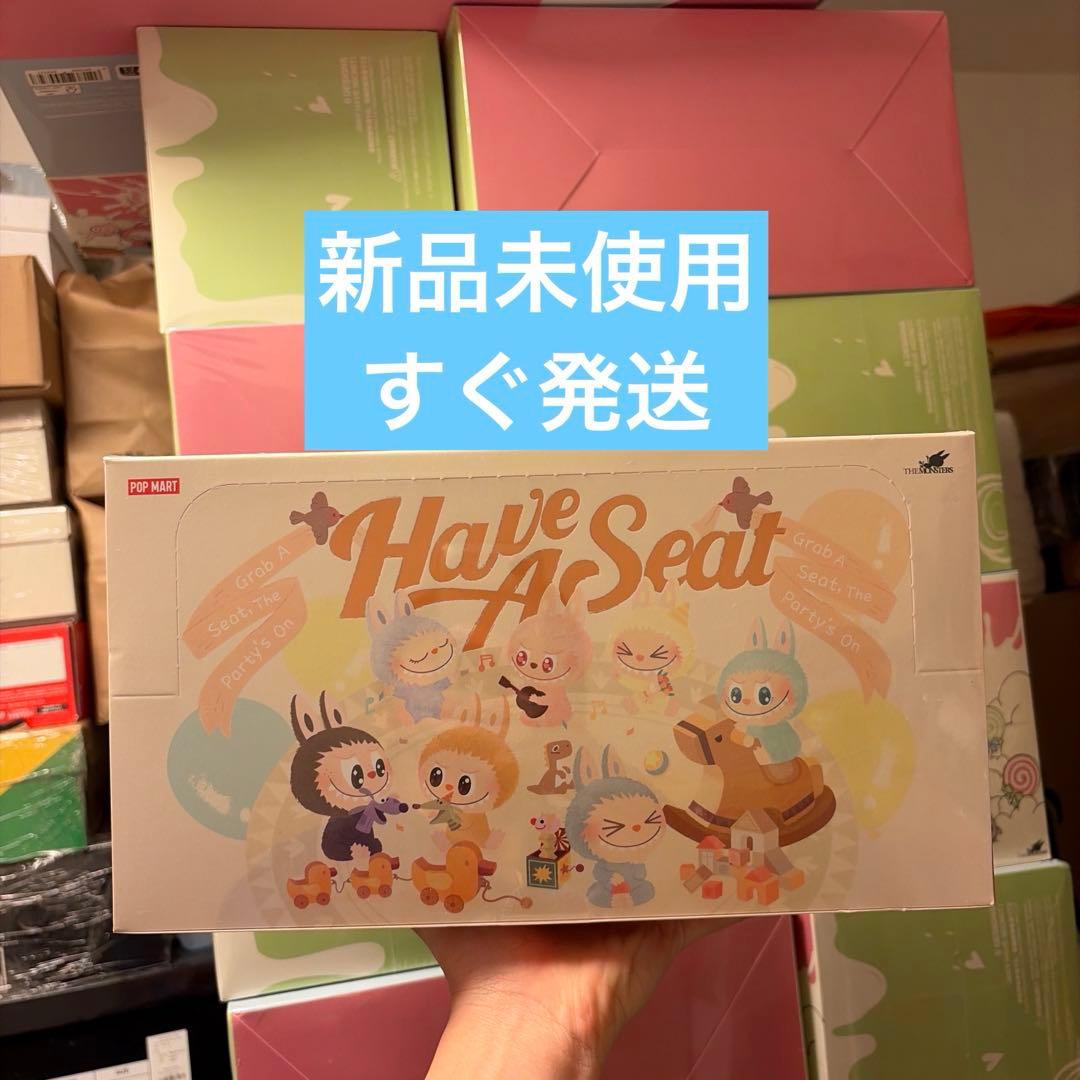 新品未使用
すぐ発送
POP MART
THE MONSTERS
Have
A Seat
Grab A
Seat, The
Party's On
Grab A
Seat, The
Party's On